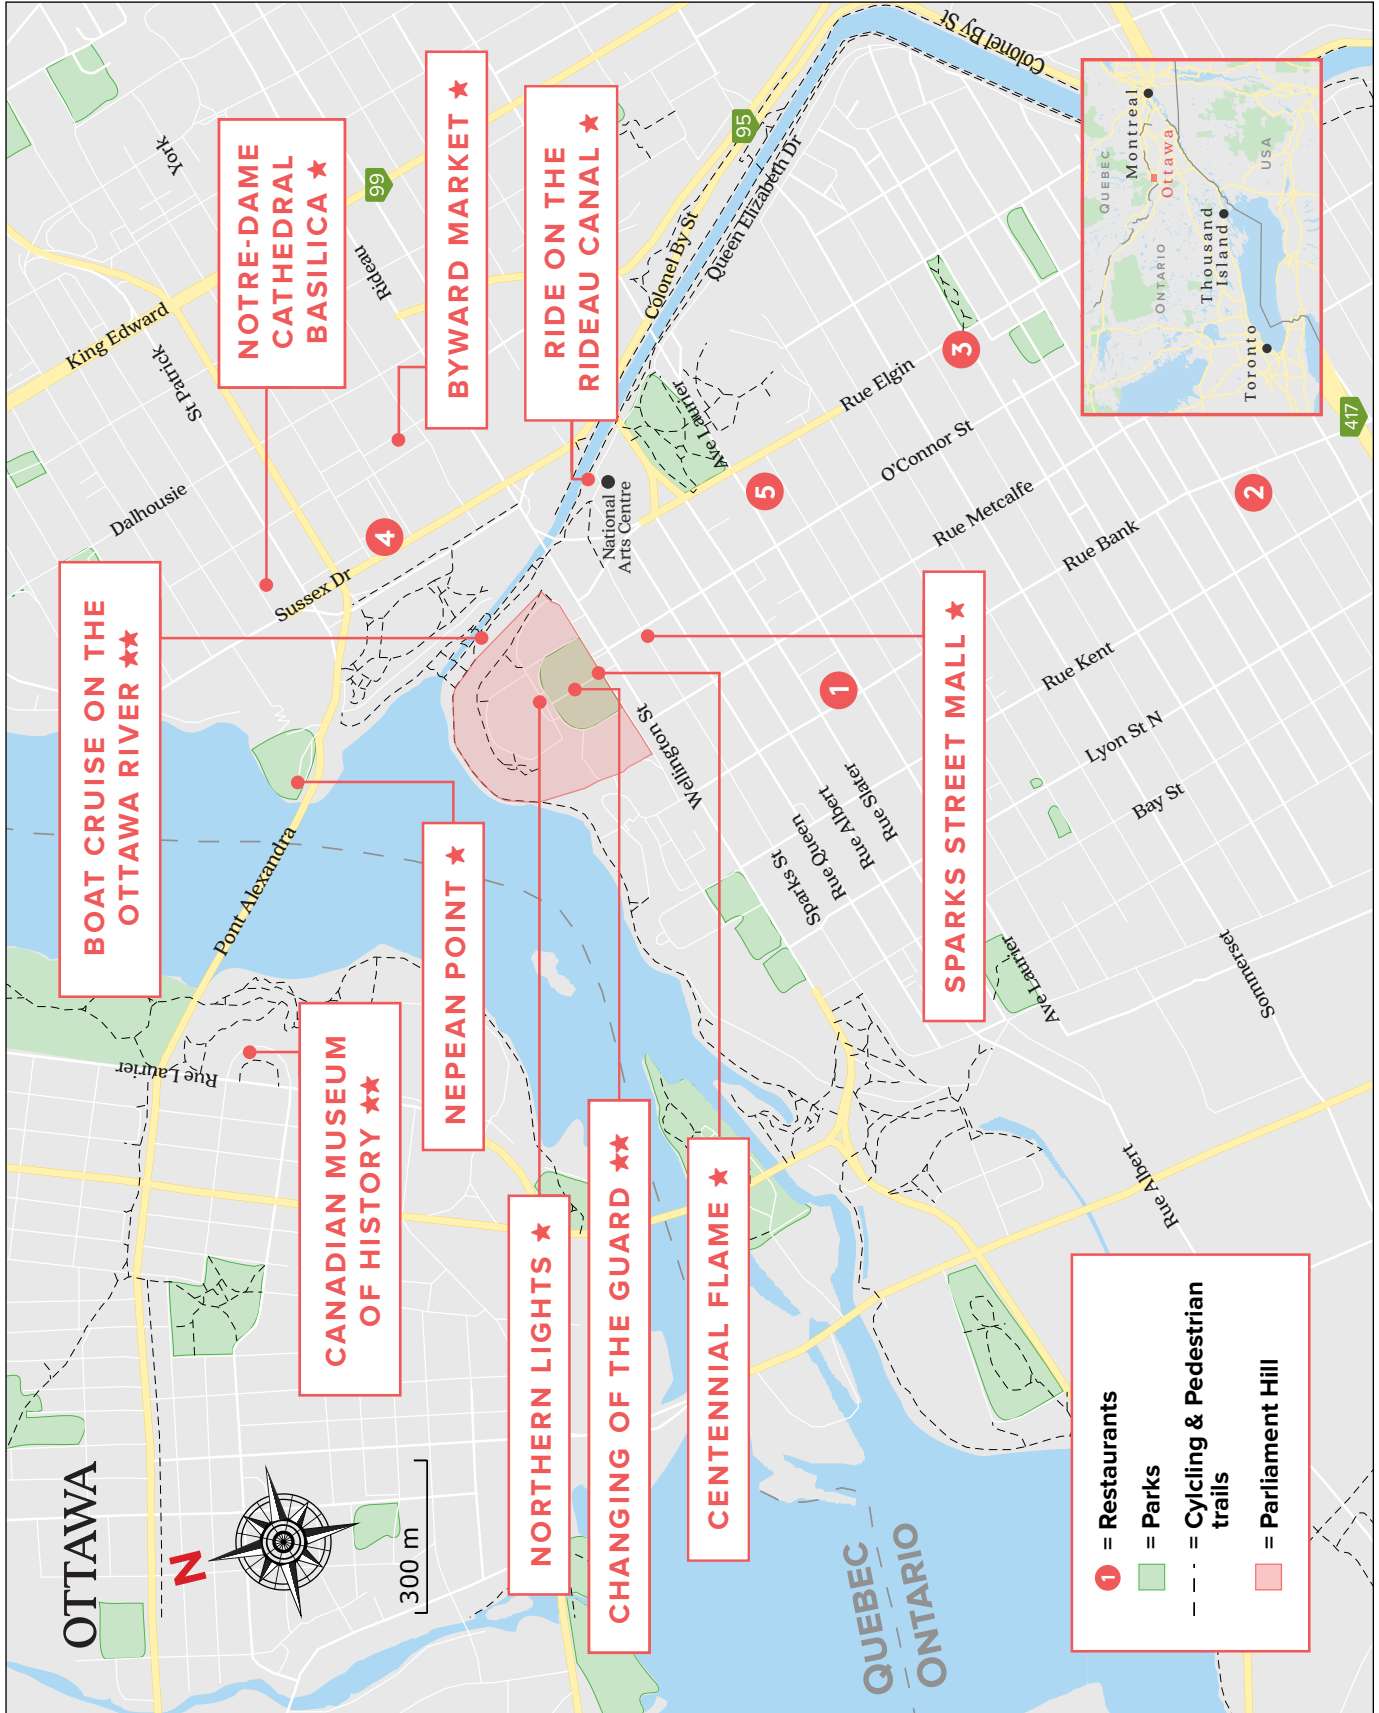 OTTAWA
N
300 m
BOAT CRUISE ON THE
OTTAWA RIVER ★★
NOTRE-DAME
CATHEDRAL
BASILICA ★
BYWARD MARKET ★
RIDE ON THE
RIDEAU CANAL ★
CANADIAN MUSEUM
OF HISTORY ★★
NEPEAN POINT ★
NORTHERN LIGHTS ★
CHANGING OF THE GUARD ★★
CENTENNIAL FLAME ★
SPARKS STREET MALL ★
King Edward
St Patrick
Dalhousie
York
Rideau
Sussex Dr
Pont Alexandra
Rue Laurier
99
95
417
Colonel By St
Colonel By St
Queen Elizabeth Dr
National
Arts Centre
Ave Laurier
Rue Elgin
O'Connor St
Rue Metcalfe
Rue Bank
Rue Kent
Lyon St N
Bay St
Wellington St
Sparks St
Rue Queen
Rue Albert
Rue Slater
Ave Laurier
Sommerset
Rue Albert
1
2
3
4
5
QUEBEC
ONTARIO
1 = Restaurants
= Parks
= Cylcling & Pedestrian
trails
= Parliament Hill
QUEBEC
Montreal
Ottawa
ONTARIO
Thousand
Island
USA
Toronto